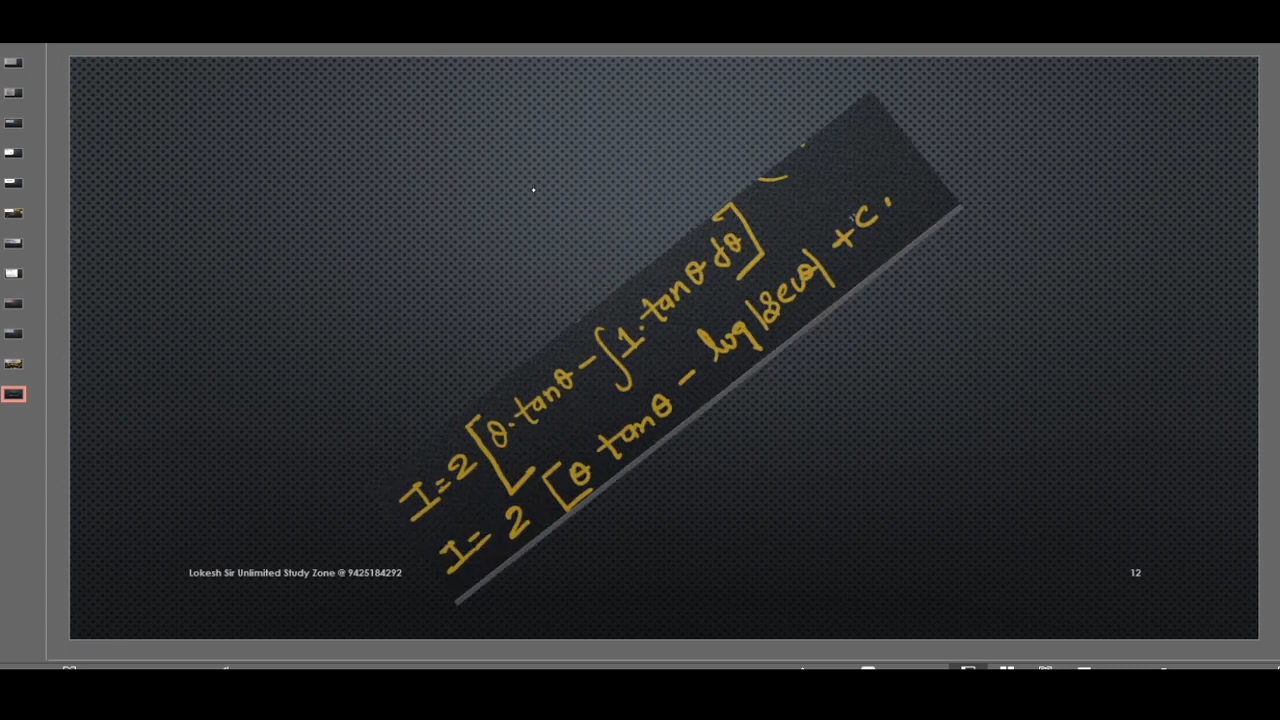 I = 2 [θ. tanθ - ∫1. tanθ dθ]
I = 2 [θ tanθ - log|secθ| + c.
Lokesh Sir Unlimited Study Zone @ 9425184292
12